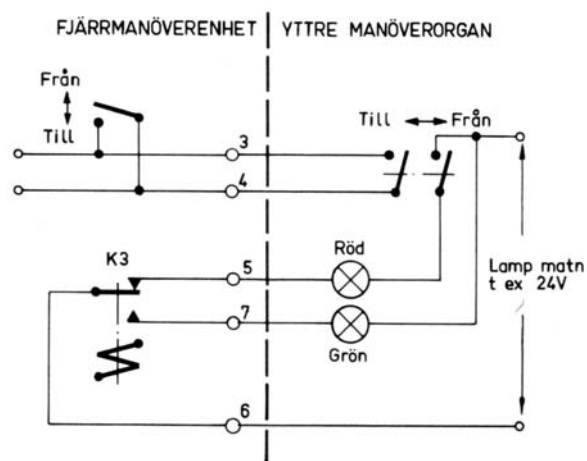 FJÄRRMANÖVERENHET
YTTRE MANÖVERORGAN
Från
Till
Till
Från
3
4
K3
5
Röd
Lamp matn
t ex 24V
7
Grön
6